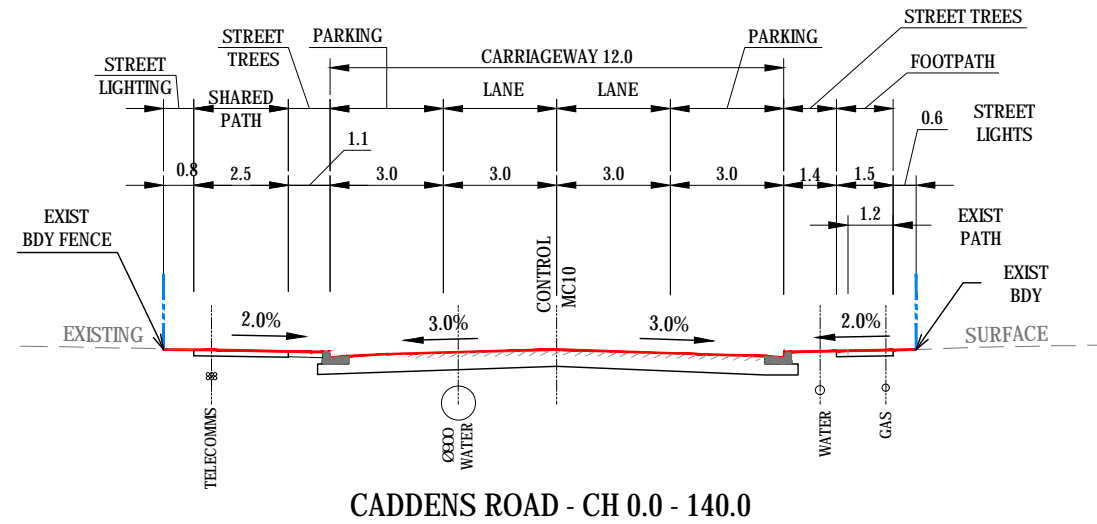 STREET TREES
STREET
TREES
PARKING
PARKING
CARRIAGEWAY 12.0
FOOTPATH
STREET
LIGHTING
SHARED
PATH
LANE
LANE
0.6
STREET
LIGHTS
1.1
0.8
2.5
3.0
3.0
3.0
3.0
1.4
1.5
1.2
EXIST
PATH
EXIST
BDY FENCE
CONTROL
MC10
EXIST
BDY
EXISTING
2.0%
3.0%
3.0%
2.0%
SURFACE
TELECOMMS
Ø900
WATER
WATER
GAS
CADDENS ROAD - CH 0.0 - 140.0